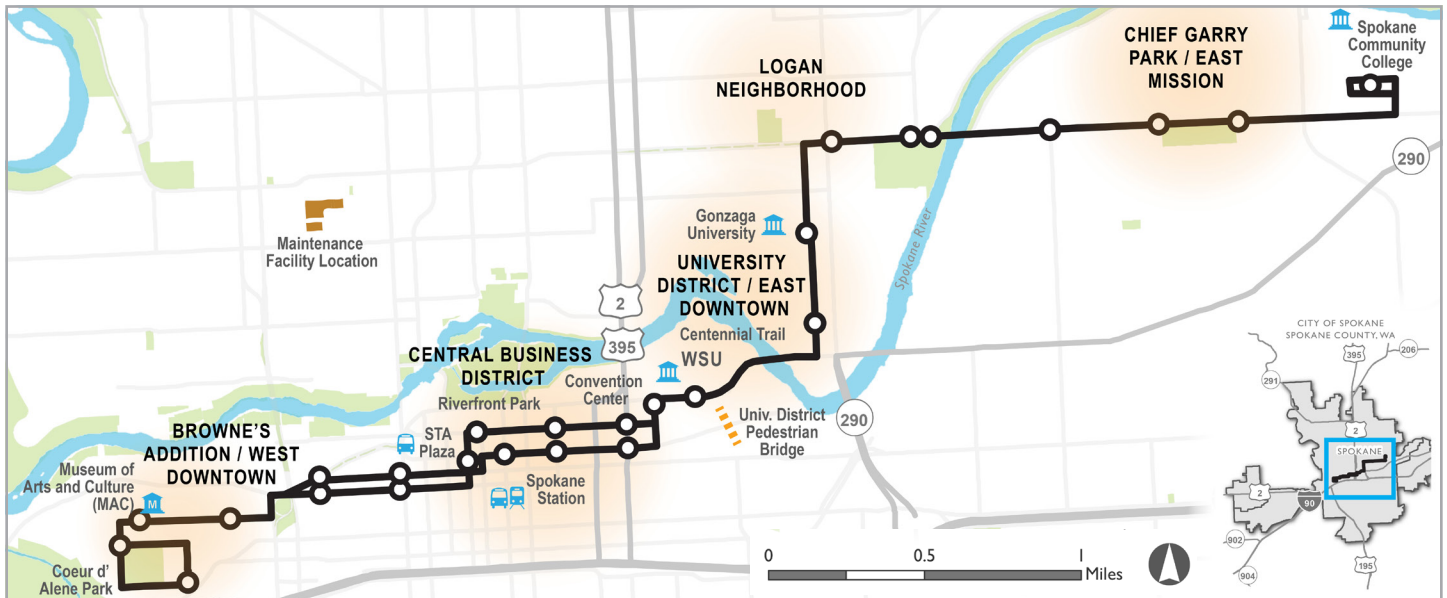 CHIEF GARRY
PARK / EAST
MISSION
Spokane
Community
College
LOGAN
NEIGHBORHOOD
290
Gonzaga
University
Spokane River
Maintenance
Facility Location
UNIVERSITY
DISTRICT / EAST
DOWNTOWN
2
395
Centennial Trail
WSU
CENTRAL BUSINESS
DISTRICT
Convention
Center
Riverfront Park
290
Univ. District
Pedestrian
Bridge
STA
Plaza
BROWNE'S
ADDITION / WEST
DOWNTOWN
Spokane
Station
Museum of
Arts and Culture
(MAC)
M
Coeur d'
Alene Park
0
0.5
1
Miles
CITY OF SPOKANE
SPOKANE COUNTY, WA
395
206
291
2
SPOKANE
2
90
902
904
195